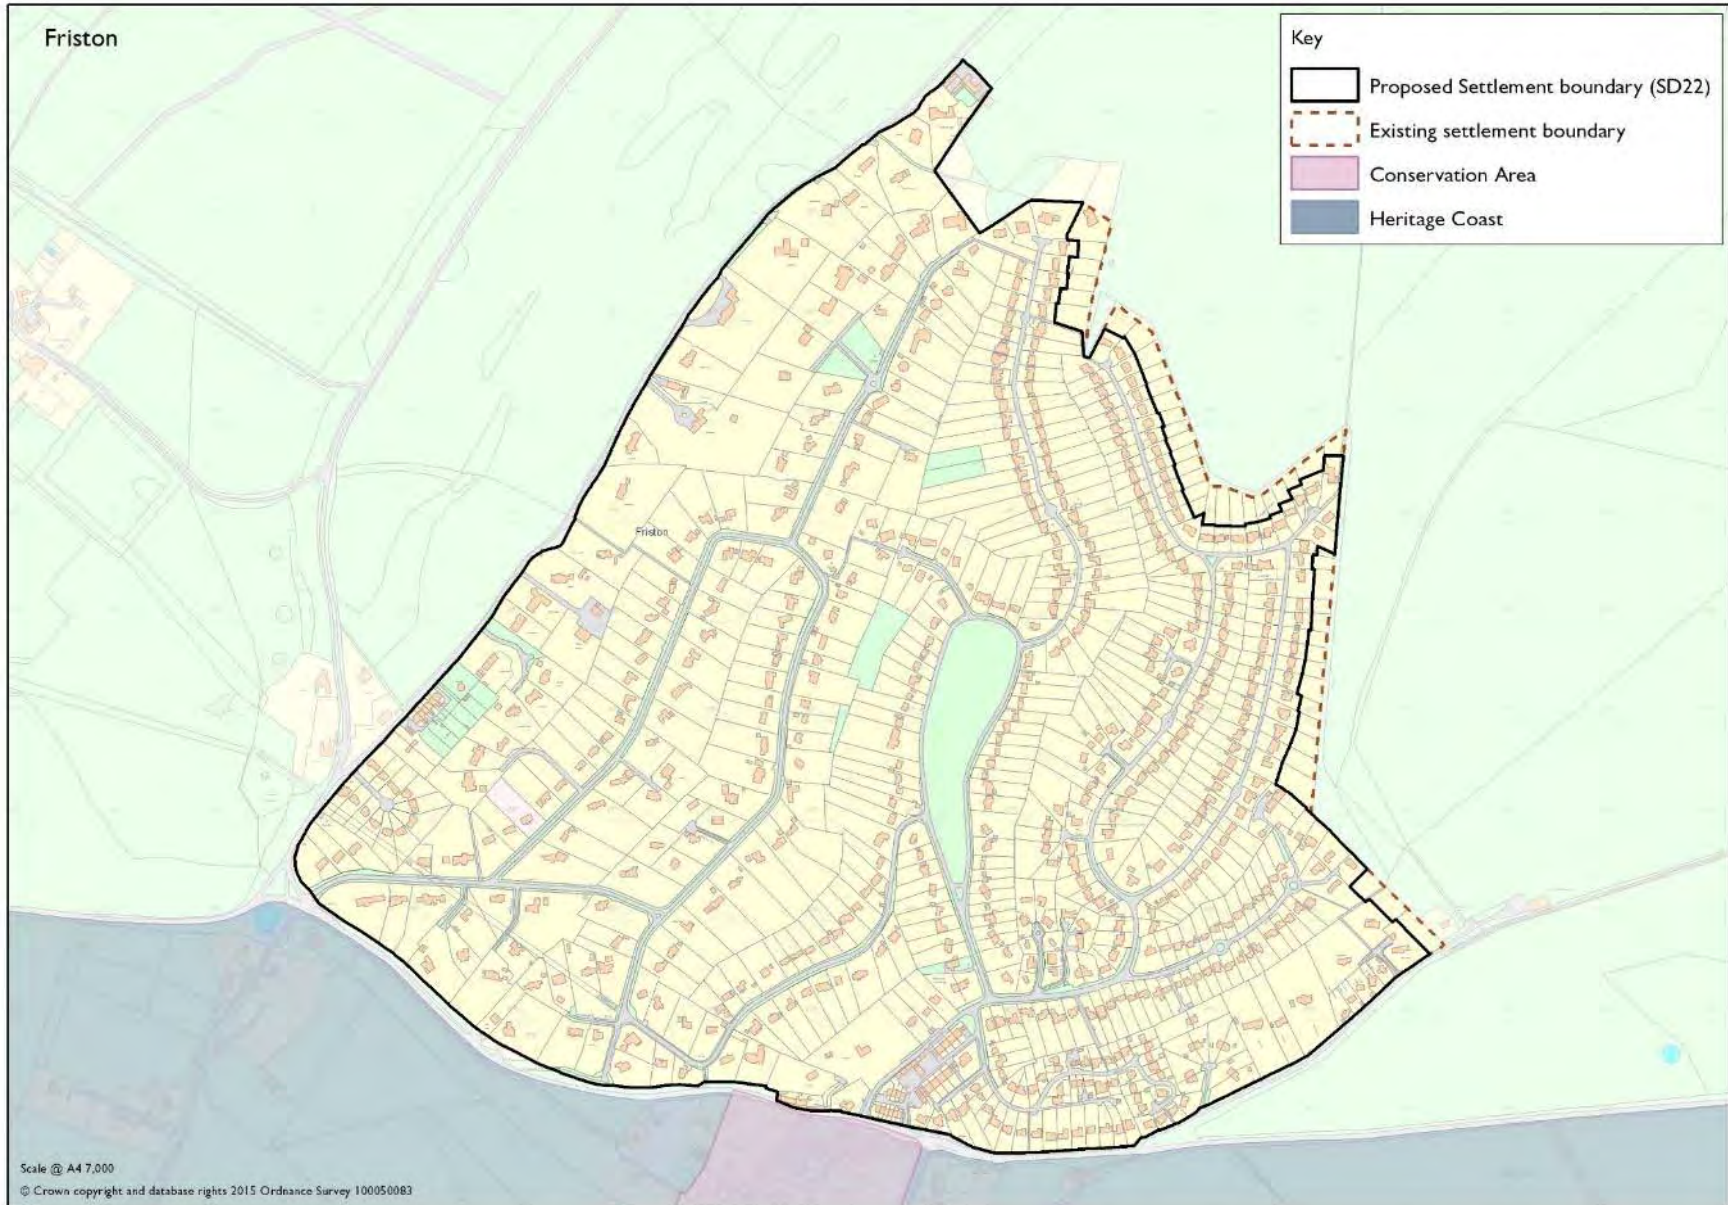 Friston
Key
Proposed Settlement boundary (SD22)
Existing settlement boundary
Conservation Area
Heritage Coast
Friston
Scale @ A4 7,000
© Crown copyright and database rights 2015 Ordnance Survey 100050083